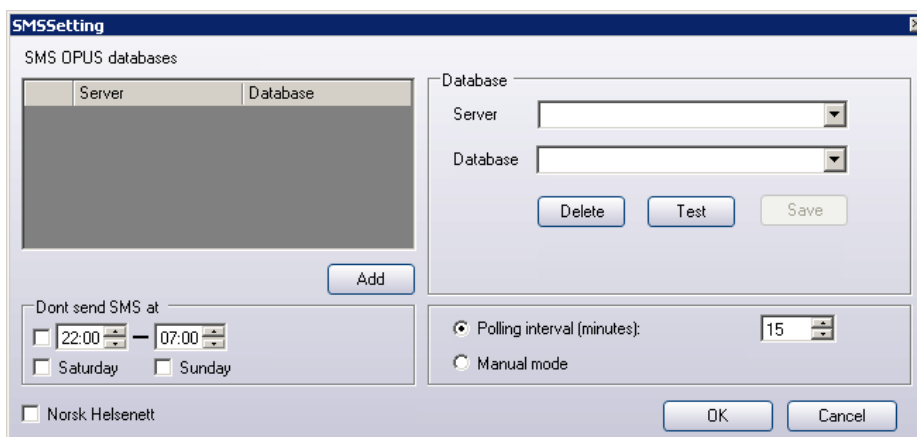 SMSSetting
SMS OPUS databases
Server Database
Add
Database
Server
Database
Delete Test Save
Dont send SMS at
22:00 07:00
Saturday Sunday
Polling interval (minutes): 15
Manual mode
Norsk Helsenett
OK Cancel